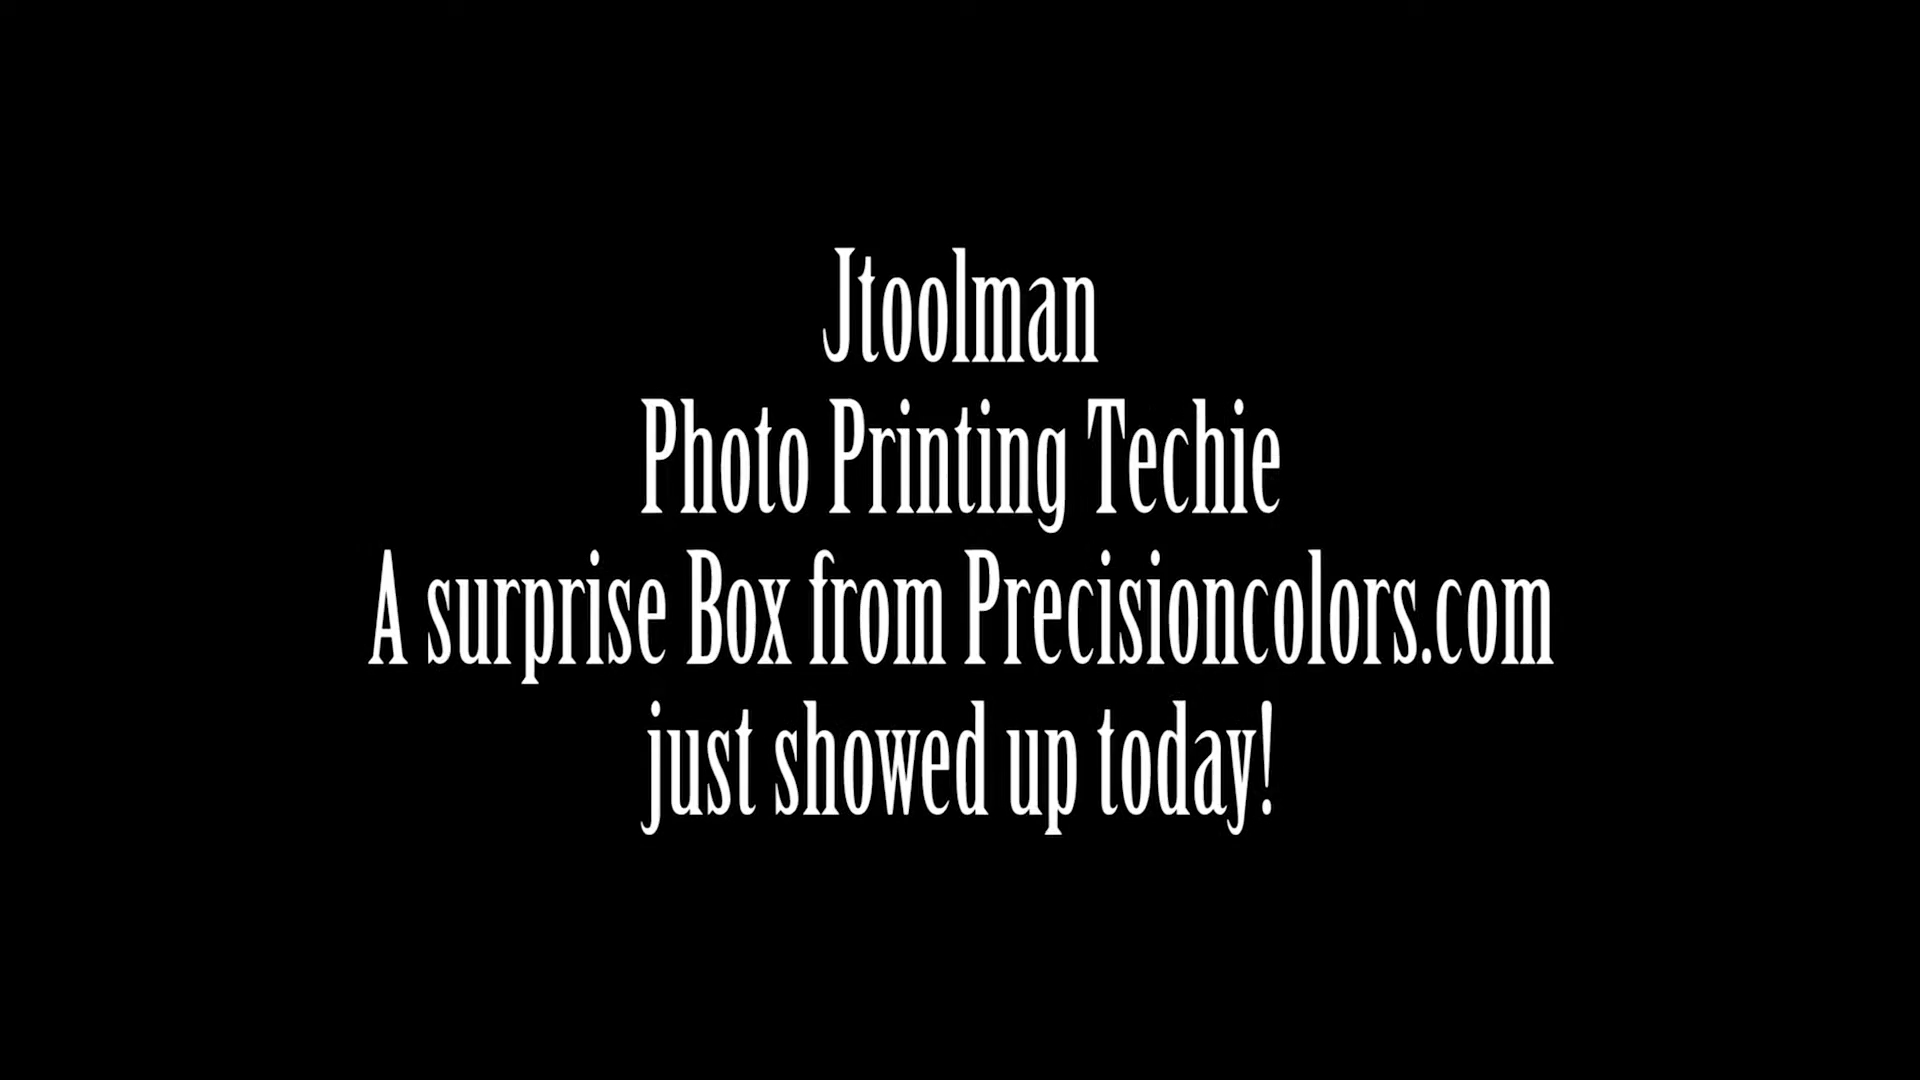 Jtoolman
Photo Printing Techie
A surprise Box from Precisioncolors.com
just showed up today!